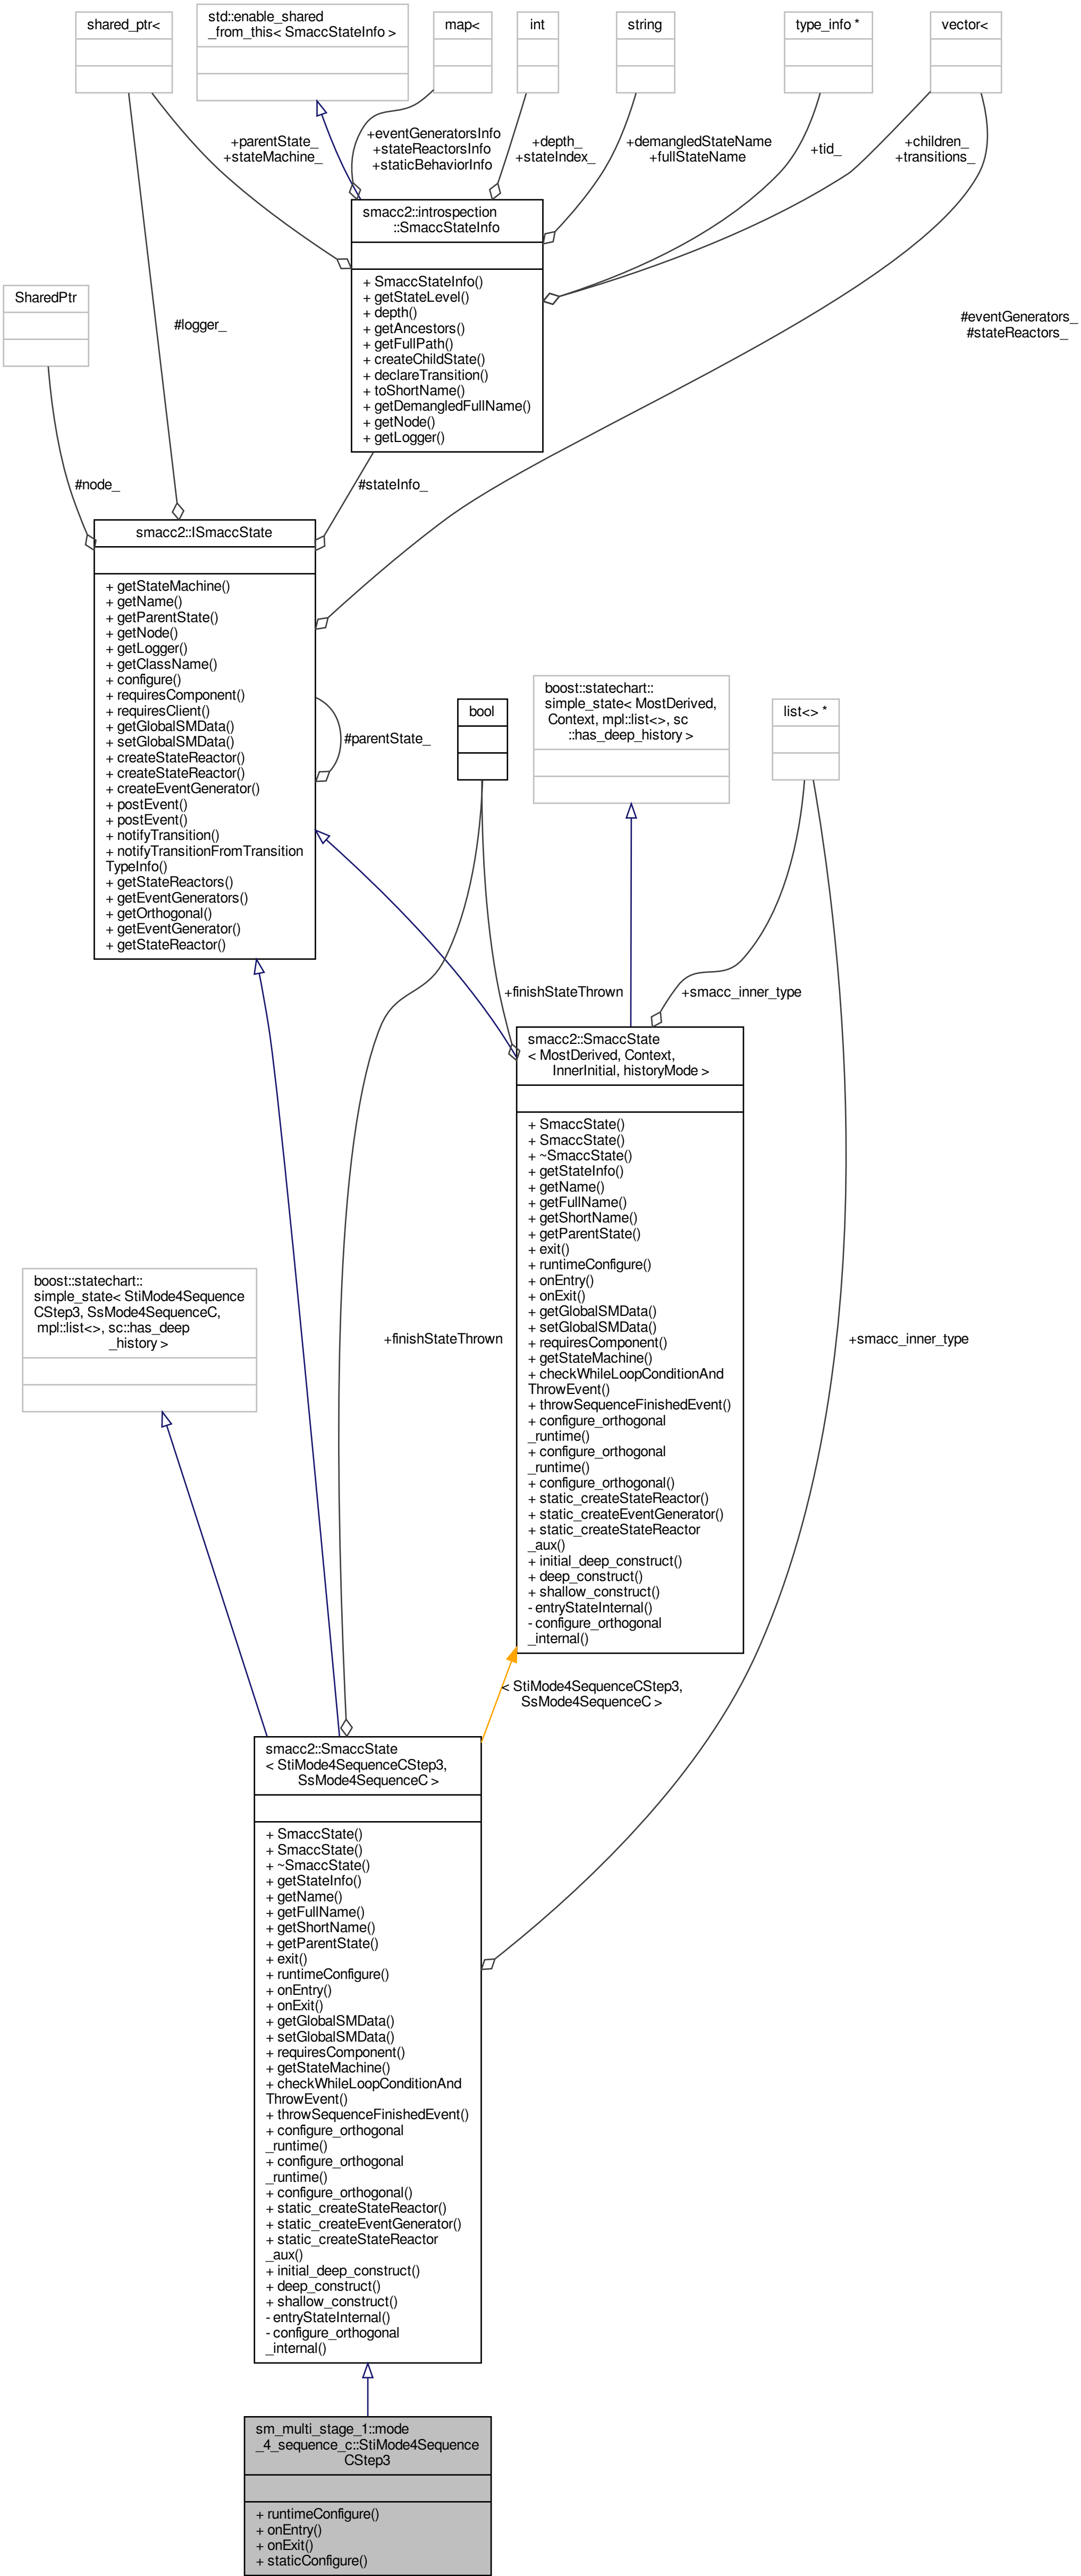 shared_ptr<
std::enable_shared
_from_this< SmaccStateInfo >
map<
int
string
type_info *
vector<
+parentState_
+stateMachine_
+eventGeneratorsInfo
+stateReactorsInfo
+staticBehaviorInfo
+depth_
+stateIndex_
+demangledStateName
+fullStateName
+tid_
+children_
+transitions_
smacc2::introspection
::SmaccStateInfo
+ SmaccStateInfo()
+ getStateLevel()
+ depth()
+ getAncestors()
+ getFullPath()
+ createChildState()
+ declareTransition()
+ toShortName()
+ getDemangledFullName()
+ getNode()
+ getLogger()
SharedPtr
#logger_
#eventGenerators_
#stateReactors_
#node_
#stateInfo_
smacc2::ISmaccState
+ getStateMachine()
+ getName()
+ getParentState()
+ getNode()
+ getLogger()
+ getClassName()
+ configure()
+ requiresComponent()
+ requiresClient()
+ getGlobalSMData()
+ setGlobalSMData()
+ createStateReactor()
+ createStateReactor()
+ createEventGenerator()
+ postEvent()
+ postEvent()
+ notifyTransition()
+ notifyTransitionFromTransition
TypeInfo()
+ getStateReactors()
+ getEventGenerators()
+ getOrthogonal()
+ getEventGenerator()
+ getStateReactor()
#parentState_
bool
boost::statechart::
simple_state< MostDerived,
Context, mpl::list<>, sc
::has_deep_history >
list<> *
+finishStateThrown
+smacc_inner_type
smacc2::SmaccState
< MostDerived, Context,
InnerInitial, historyMode >
+ SmaccState()
+ SmaccState()
+ ~SmaccState()
+ getStateInfo()
+ getName()
+ getFullName()
+ getShortName()
+ getParentState()
+ exit()
+ runtimeConfigure()
+ onEntry()
+ onExit()
+ getGlobalSMData()
+ setGlobalSMData()
+ requiresComponent()
+ getStateMachine()
+ checkWhileLoopConditionAnd
ThrowEvent()
+ throwSequenceFinishedEvent()
+ configure_orthogonal
_runtime()
+ configure_orthogonal
_runtime()
+ configure_orthogonal()
+ static_createStateReactor()
+ static_createEventGenerator()
+ static_createStateReactor
_aux()
+ initial_deep_construct()
+ deep_construct()
+ shallow_construct()
- entryStateInternal()
- configure_orthogonal
_internal()
boost::statechart::
simple_state< StiMode4Sequence
CStep3, SsMode4SequenceC,
mpl::list<>, sc::has_deep
_history >
+finishStateThrown
+smacc_inner_type
< StiMode4SequenceCStep3,
SsMode4SequenceC >
smacc2::SmaccState
< StiMode4SequenceCStep3,
SsMode4SequenceC >
+ SmaccState()
+ SmaccState()
+ ~SmaccState()
+ getStateInfo()
+ getName()
+ getFullName()
+ getShortName()
+ getParentState()
+ exit()
+ runtimeConfigure()
+ onEntry()
+ onExit()
+ getGlobalSMData()
+ setGlobalSMData()
+ requiresComponent()
+ getStateMachine()
+ checkWhileLoopConditionAnd
ThrowEvent()
+ throwSequenceFinishedEvent()
+ configure_orthogonal
_runtime()
+ configure_orthogonal
_runtime()
+ configure_orthogonal()
+ static_createStateReactor()
+ static_createEventGenerator()
+ static_createStateReactor
_aux()
+ initial_deep_construct()
+ deep_construct()
+ shallow_construct()
- entryStateInternal()
- configure_orthogonal
_internal()
sm_multi_stage_1::mode
_4_sequence_c::StiMode4Sequence
CStep3
+ runtimeConfigure()
+ onEntry()
+ onExit()
+ staticConfigure()